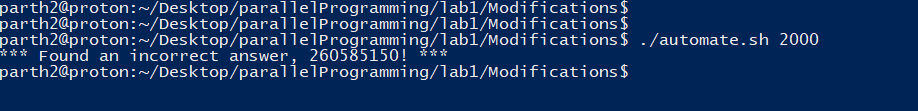 parth2@proton:~/Desktop/parallelProgramming/lab1/Modifications$
parth2@proton:~/Desktop/parallelProgramming/lab1/Modifications$
parth2@proton:~/Desktop/parallelProgramming/lab1/Modifications$ ./automate.sh 2000
*** Found an incorrect answer, 260585150! ***
parth2@proton:~/Desktop/parallelProgramming/lab1/Modifications$